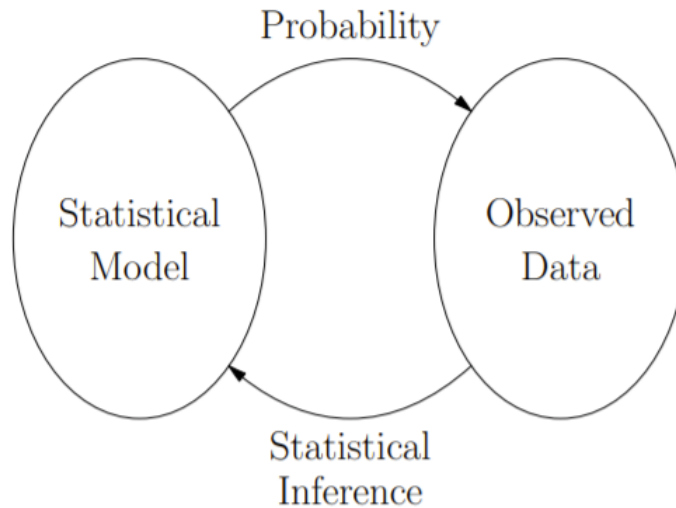 Probability
Statistical
Model
Observed
Data
Statistical
Inference